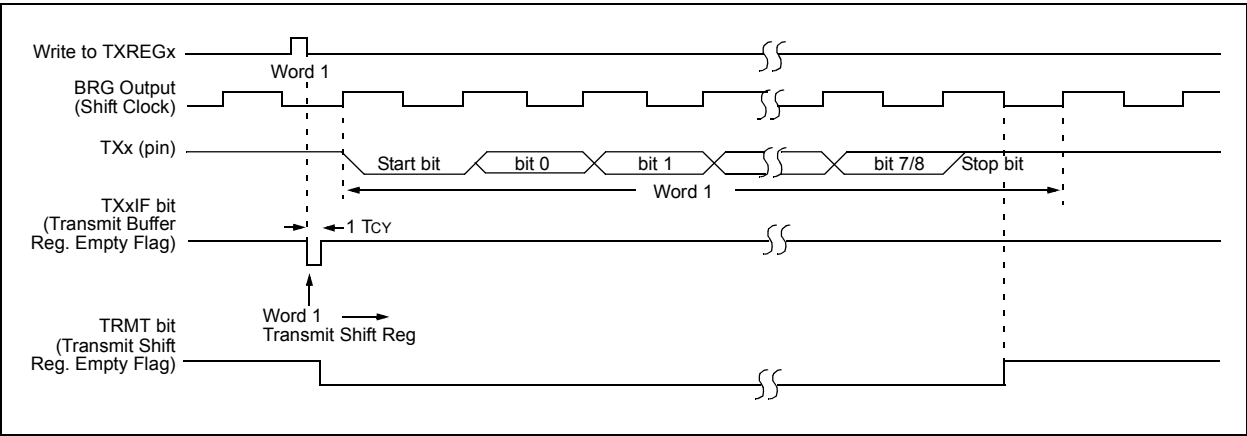 Write to TXREGx
Word 1
BRG Output
(Shift Clock)
TXx (pin)
Start bit
bit 0
bit 1
bit 7/8
Stop bit
Word 1
TXxIF bit
(Transmit Buffer
Reg. Empty Flag)
1 TCY
Word 1
Transmit Shift Reg
TRMT bit
(Transmit Shift
Reg. Empty Flag)